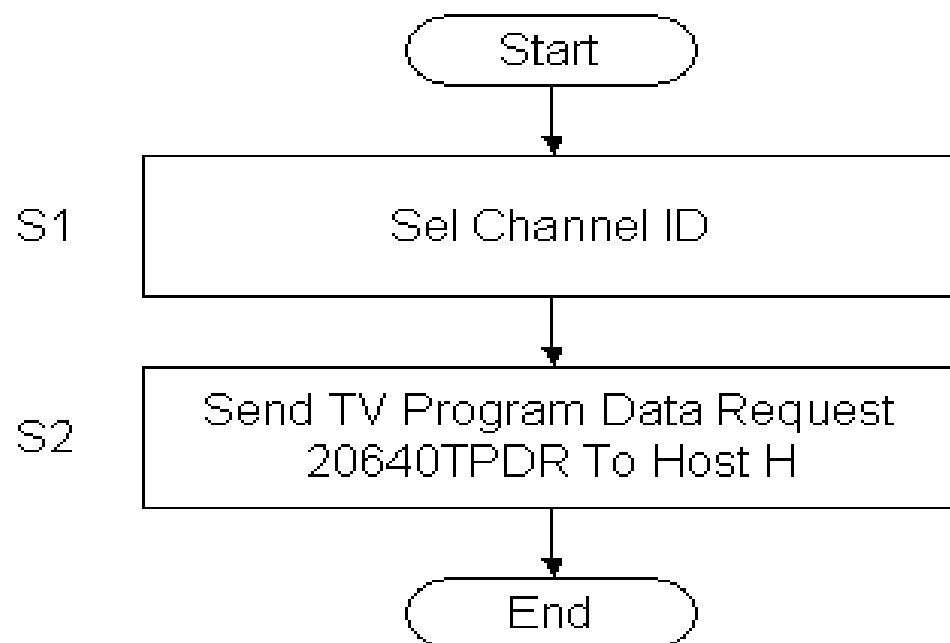 Start
S1
Sel Channel ID
S2
Send TV Program Data Request
20640TPDR To Host H
End